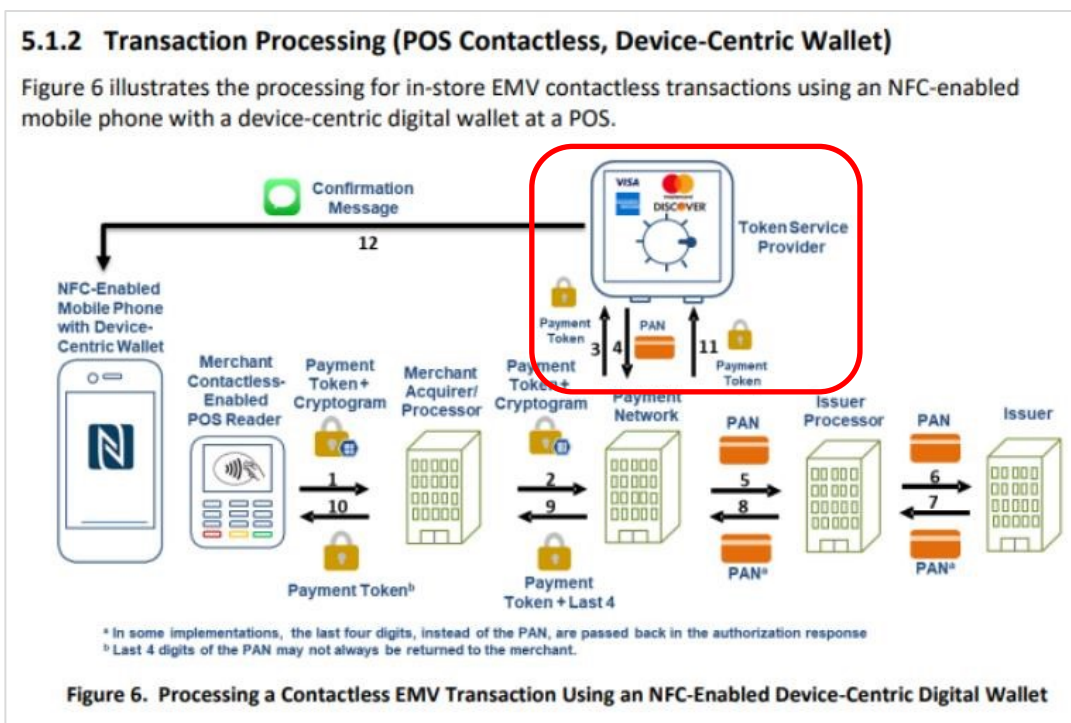 5.1.2 Transaction Processing (POS Contactless, Device-Centric Wallet)
Figure 6 illustrates the processing for in-store EMV contactless transactions using an NFC-enabled
mobile phone with a device-centric digital wallet at a POS.
Confirmation
Message
12
VISA
mastercard
AMERICAN EXPRESS
DISCOVER
Token Service
Provider
Payment
Token
3
4
PAN
11
Payment
Token
NFC-Enabled
Mobile Phone
with Device-
Centric Wallet
N
Merchant
Contactless-
Enabled
POS Reader
Payment
Token +
Cryptogram
1
10
Payment Tokenᵇ
Merchant
Acquirer/
Processor
Payment
Token +
Cryptogram
2
9
Payment
Token + Last 4
Payment
Network
PAN
5
8
PANᵃ
Issuer
Processor
PAN
6
7
PANᵃ
Issuer
ᵃ In some implementations, the last four digits, instead of the PAN, are passed back in the authorization response
ᵇ Last 4 digits of the PAN may not always be returned to the merchant.
Figure 6. Processing a Contactless EMV Transaction Using an NFC-Enabled Device-Centric Digital Wallet